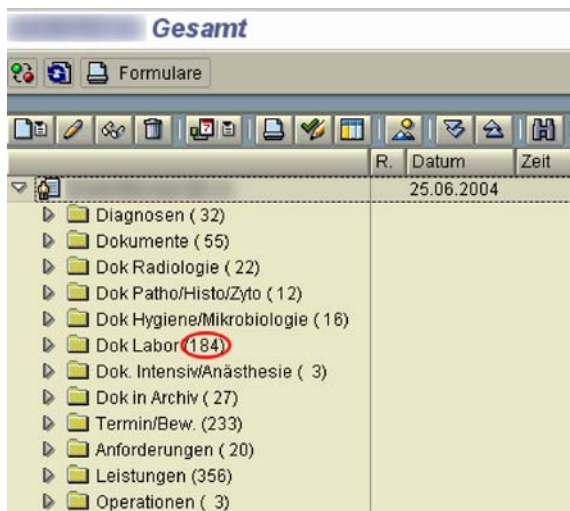 Gesamt
Formulare
R. Datum Zeit
25.06.2004
Diagnosen ( 32)
Dokumente ( 55)
Dok Radiologie ( 22)
Dok Patho/Histo/Zyto ( 12)
Dok Hygiene/Mikrobiologie ( 16)
Dok Labor (184)
Dok. Intensiv/Anästhesie ( 3)
Dok in Archiv ( 27)
Termin/Bew. (233)
Anforderungen ( 20)
Leistungen (356)
Operationen ( 3)